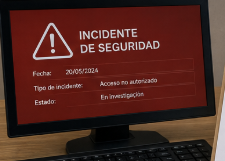 INCIDENTE
DE SEGURIDAD
Fecha: 20/05/2024
Tipo de incidente: Acceso no autorizado
Estado: En investigación